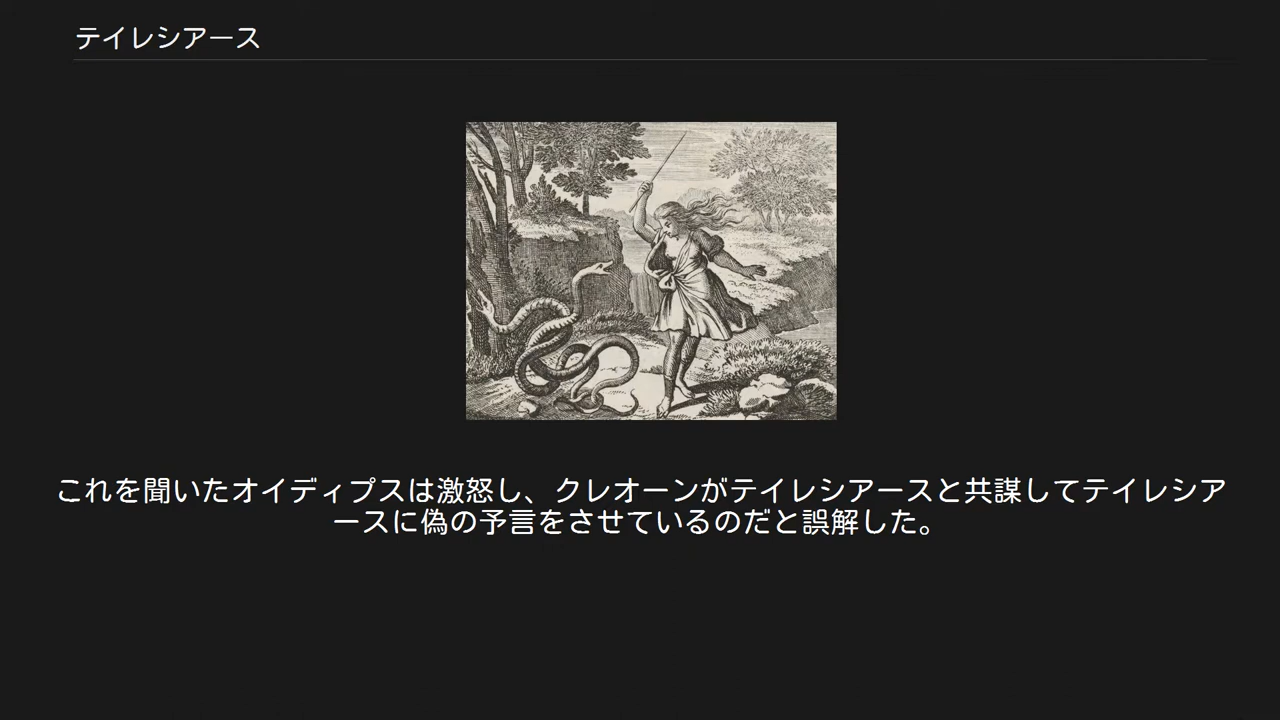 テイレシアース
これを聞いたオイディプスは激怒し、クレオーンがテイレシアースと共謀してテイレシア
ースに偽の予言をさせているのだと誤解した。